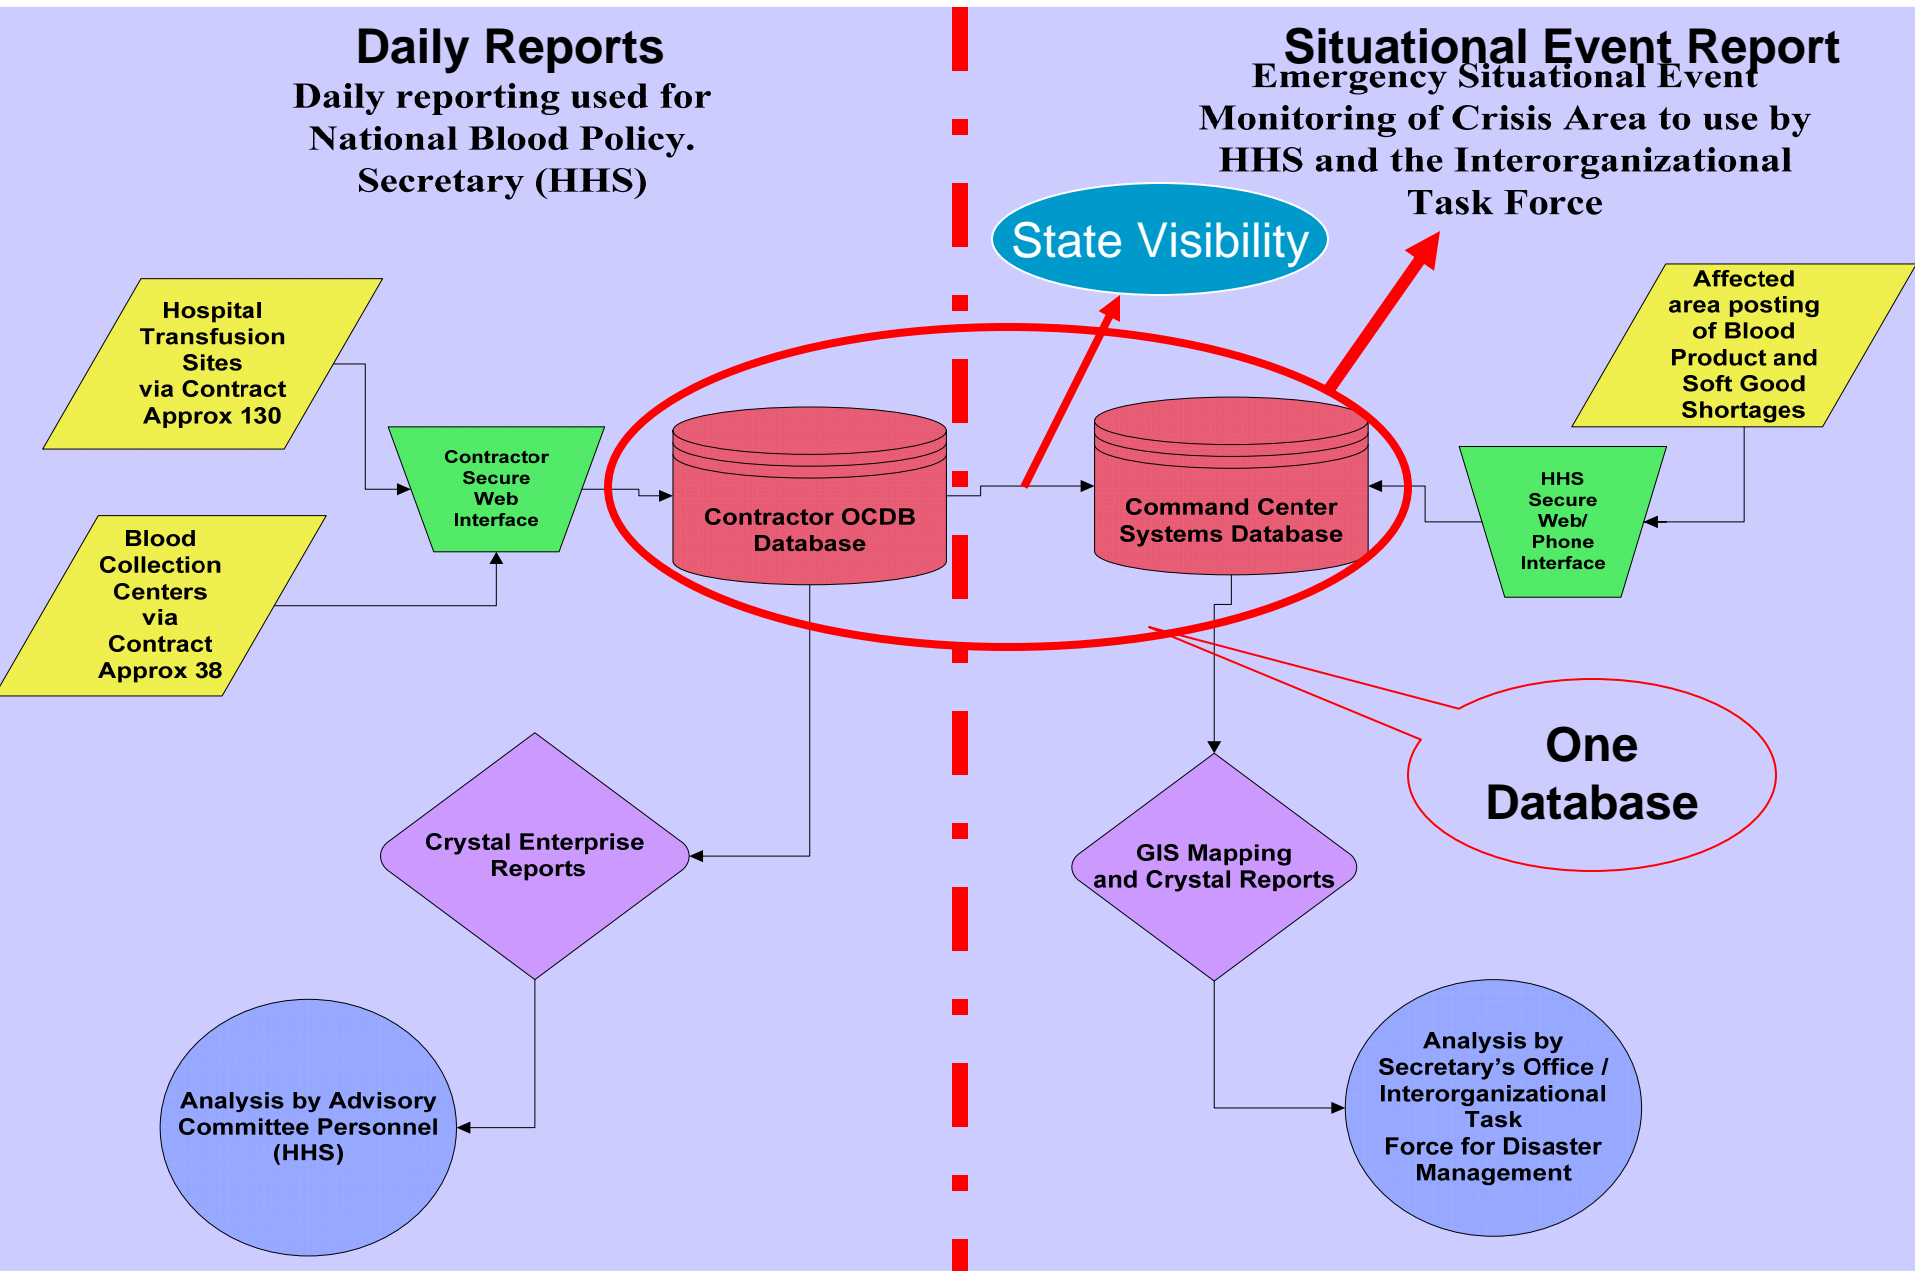 Daily Reports
Daily reporting used for
National Blood Policy.
Secretary (HHS)
Situational Event Report
Emergency Situational Event
Monitoring of Crisis Area to use by
HHS and the Interorganizational
Task Force
State Visibility
Hospital
Transfusion
Sites
via Contract
Approx 130
Affected
area posting
of Blood
Product and
Soft Good
Shortages
Contractor
Secure
Web
Interface
Contractor OCDB
Database
Command Center
Systems Database
HHS
Secure
Web/
Phone
Interface
Blood
Collection
Centers
via
Contract
Approx 38
One
Database
Crystal Enterprise
Reports
GIS Mapping
and Crystal Reports
Analysis by Advisory
Committee Personnel
(HHS)
Analysis by
Secretary’s Office /
Interorganizational
Task
Force for Disaster
Management